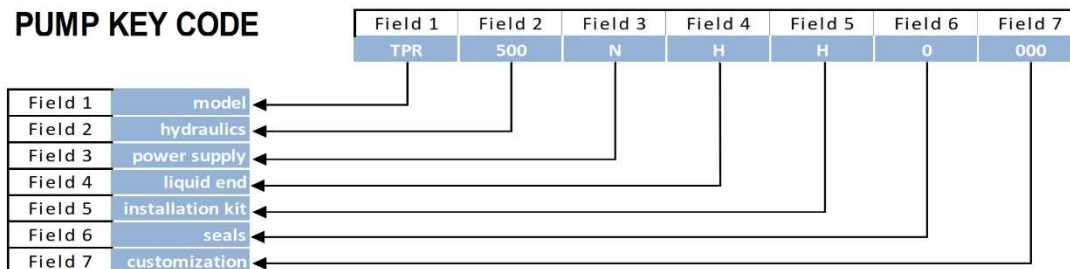 PUMP KEY CODE
Field 1 Field 2 Field 3 Field 4 Field 5 Field 6 Field 7
TPR 500 N H H 0 000
Field 1 model
Field 2 hydraulics
Field 3 power supply
Field 4 liquid end
Field 5 installation kit
Field 6 seals
Field 7 customization